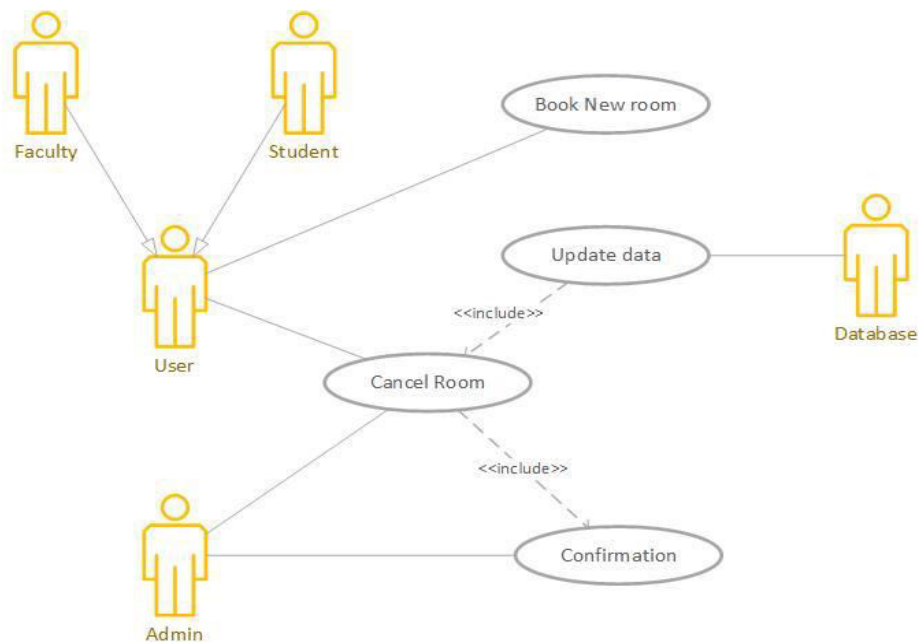 Faculty
Student
Book New room
User
Update data
Database
<<include>>
Cancel Room
<<include>>
Admin
Confirmation